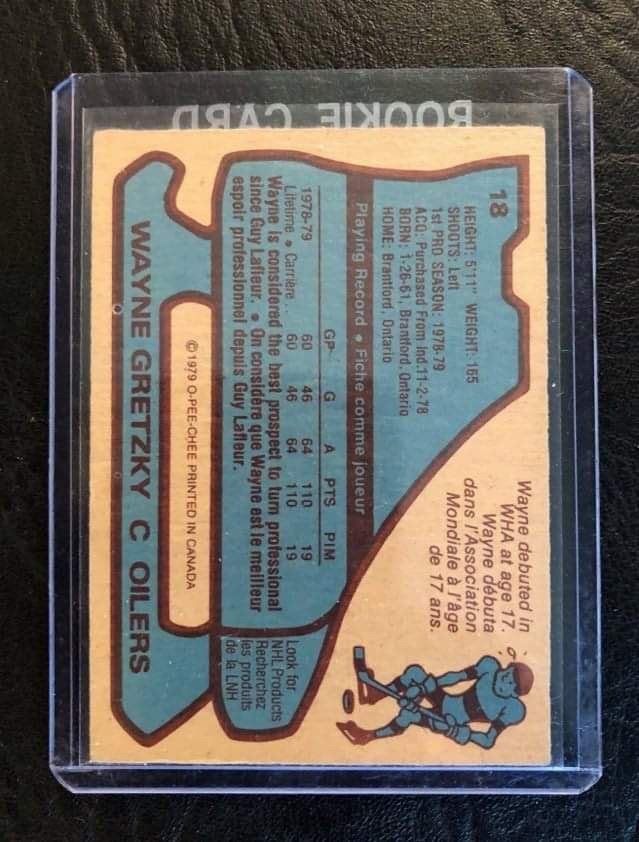 ROOKIE CARD
18
HEIGHT: 5'11" WEIGHT: 165
SHOOTS: Left
1st PRO SEASON: 1978-79
ACQ: Purchased From Ind. 11-2-78
BORN: 1-26-61, Brantford, Ontario
HOME: Brantford, Ontario
Wayne debuted in
WHA at age 17.
Wayne débuta
dans l'Association
Mondiale à l'âge
de 17 ans.
Playing Record • Fiche comme joueur
GP G A PTS PIM
1978-79 60 46 64 110 19
Lifetime • Carrière . . 60 46 64 110 19
Wayne is considered the best prospect to turn professional
since Guy Lafleur. • On considère que Wayne est le meilleur
espoir professionnel depuis Guy Lafleur.
Look for
NHL Products
Recherchez
les produits
de la LNH
© 1979 O-PEE-CHEE PRINTED IN CANADA
WAYNE GRETZKY C OILERS